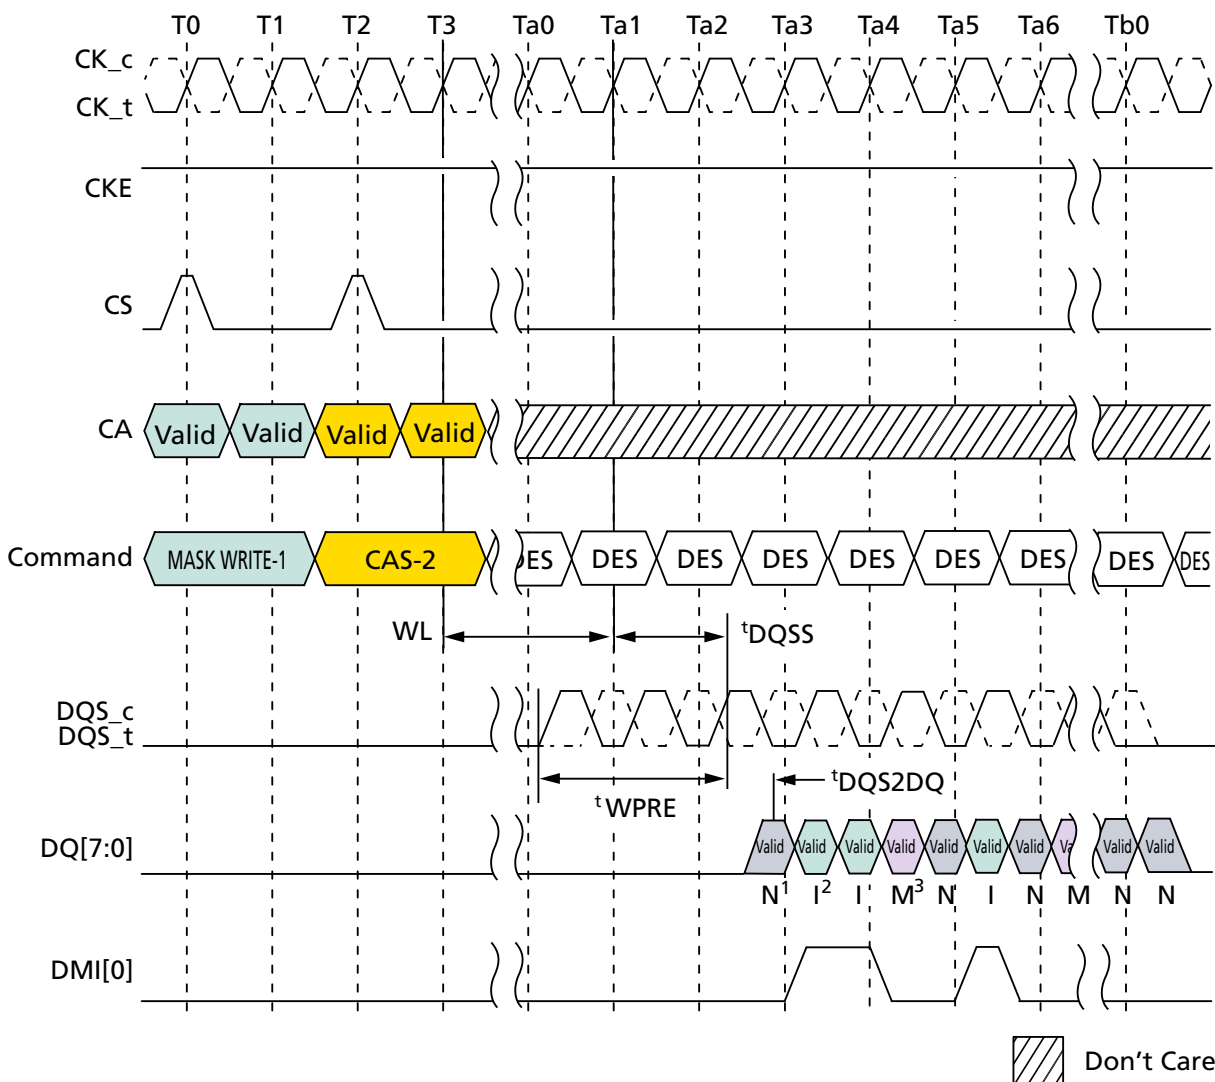 T0 T1 T2 T3 Ta0 Ta1 Ta2 Ta3 Ta4 Ta5 Ta6 Tb0
CK_c
CK_t
CKE
CS
CA Valid Valid Valid Valid
Command MASK WRITE-1 CAS-2 DES DES DES DES DES DES DES DES DES
WL tDQSS
DQS_c
DQS_t
tDQS2DQ
tWPRE
DQ[7:0] Valid Valid Valid Valid Valid Valid Valid Va Valid Valid
N1 I2 I M3 N I N M N N
DMI[0]
Don't Care